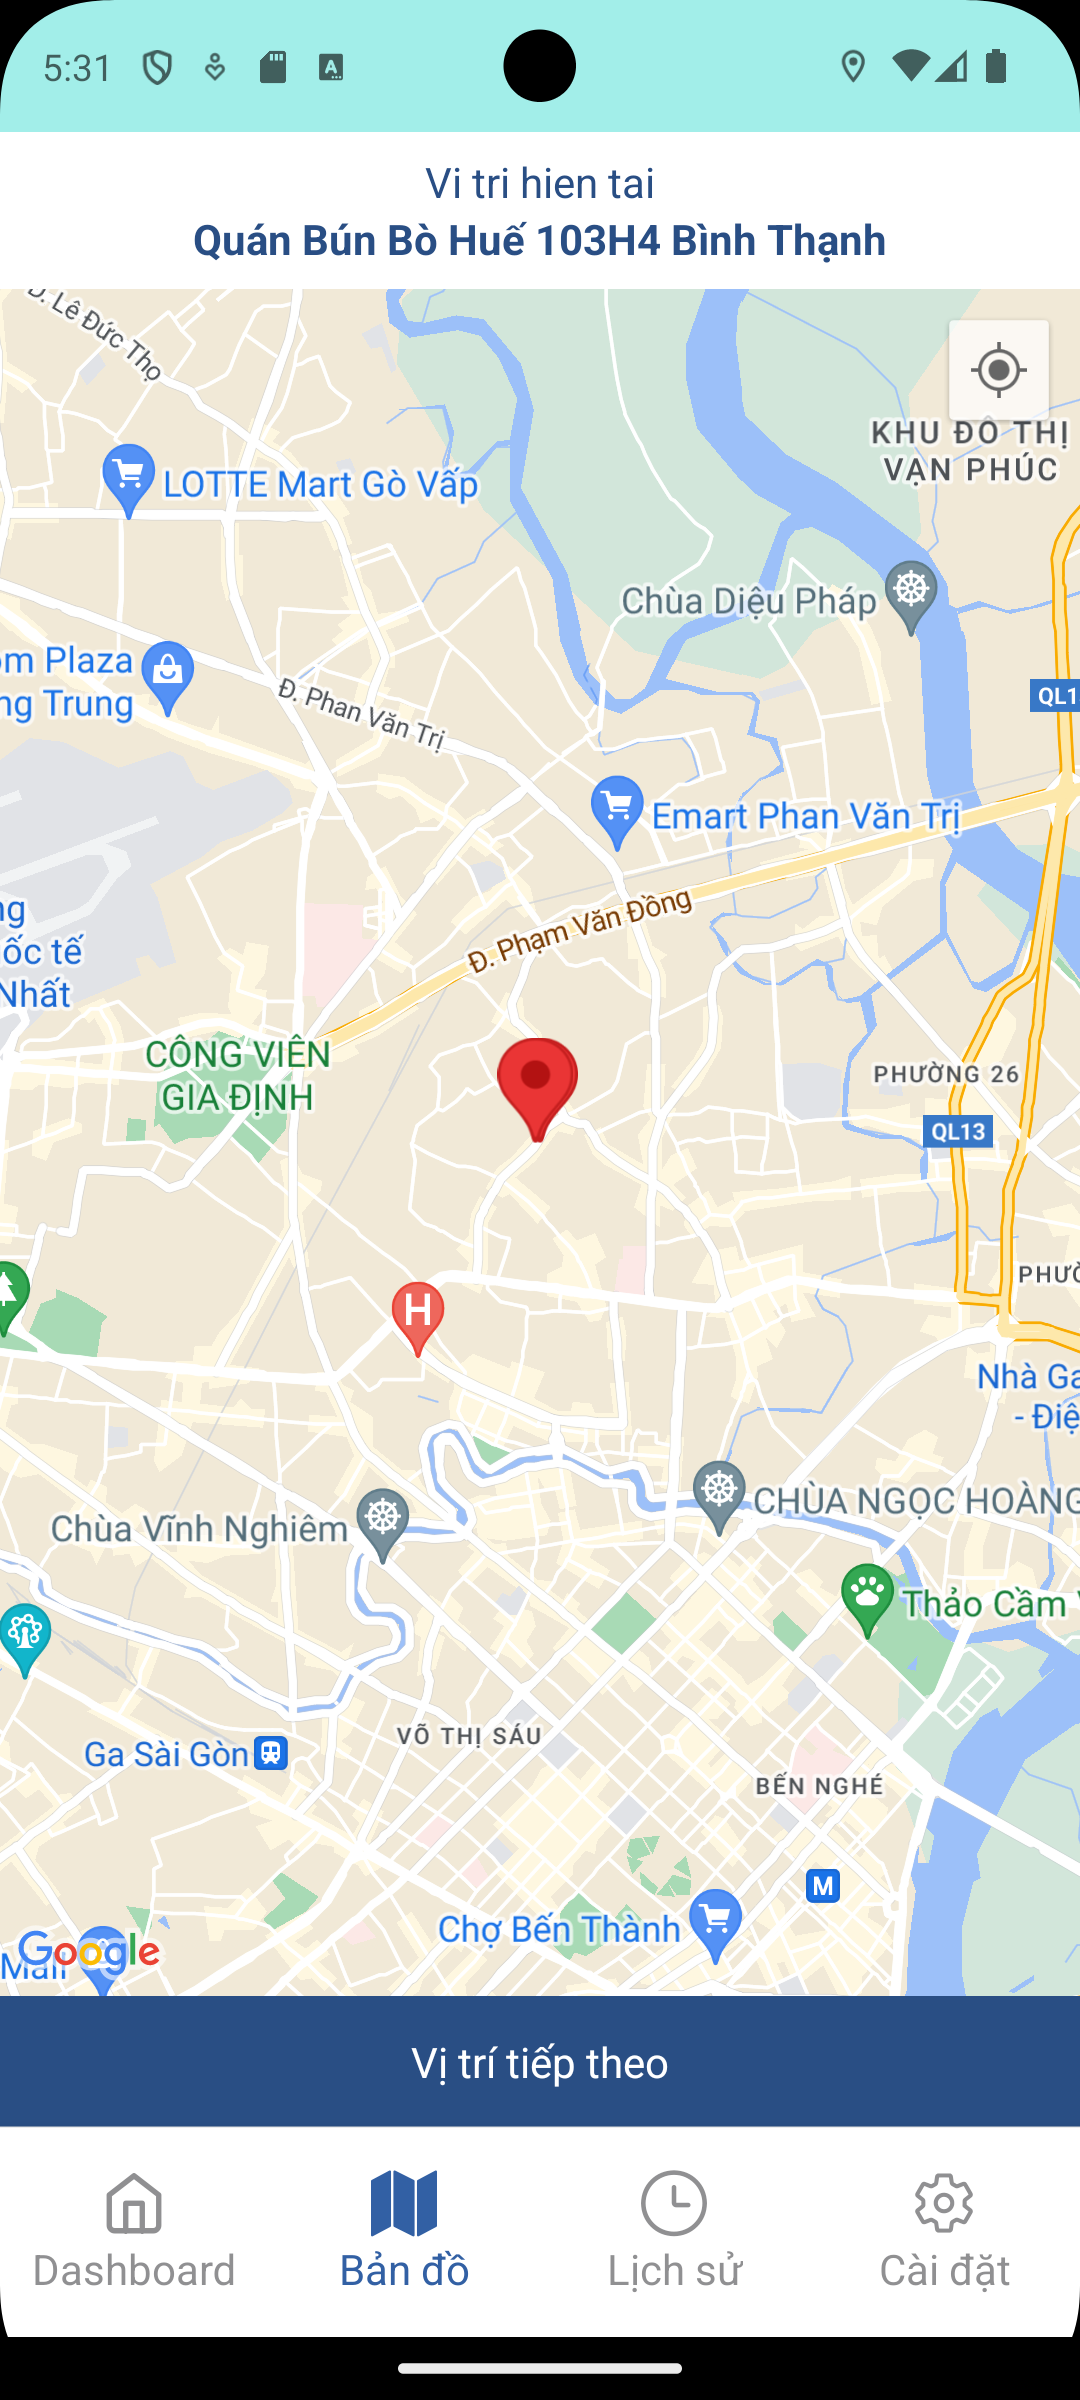 5:31
Vi tri hien tai
Quán Bún Bò Huế 103H4 Bình Thạnh
Đ. Lê Đức Thọ
KHU ĐÔ THỊ
VẠN PHÚC
LOTTE Mart Gò Vấp
Chùa Diệu Pháp
om Plaza
ng Trung
QL1
Đ. Phan Văn Trị
Emart Phan Văn Trị
Đ. Phạm Văn Đồng
ng
ốc tế
Nhất
CÔNG VIÊN
GIA ĐỊNH
PHƯỜNG 26
QL13
PHƯỜ
H
Nhà Ga
- Điệ
CHÙA NGỌC HOÀNG
Chùa Vĩnh Nghiêm
Thảo Cầm V
VÕ THỊ SÁU
Ga Sài Gòn
BẾN NGHÉ
M
Chợ Bến Thành
Google
Mall
Vị trí tiếp theo
Dashboard
Bản đồ
Lịch sử
Cài đặt